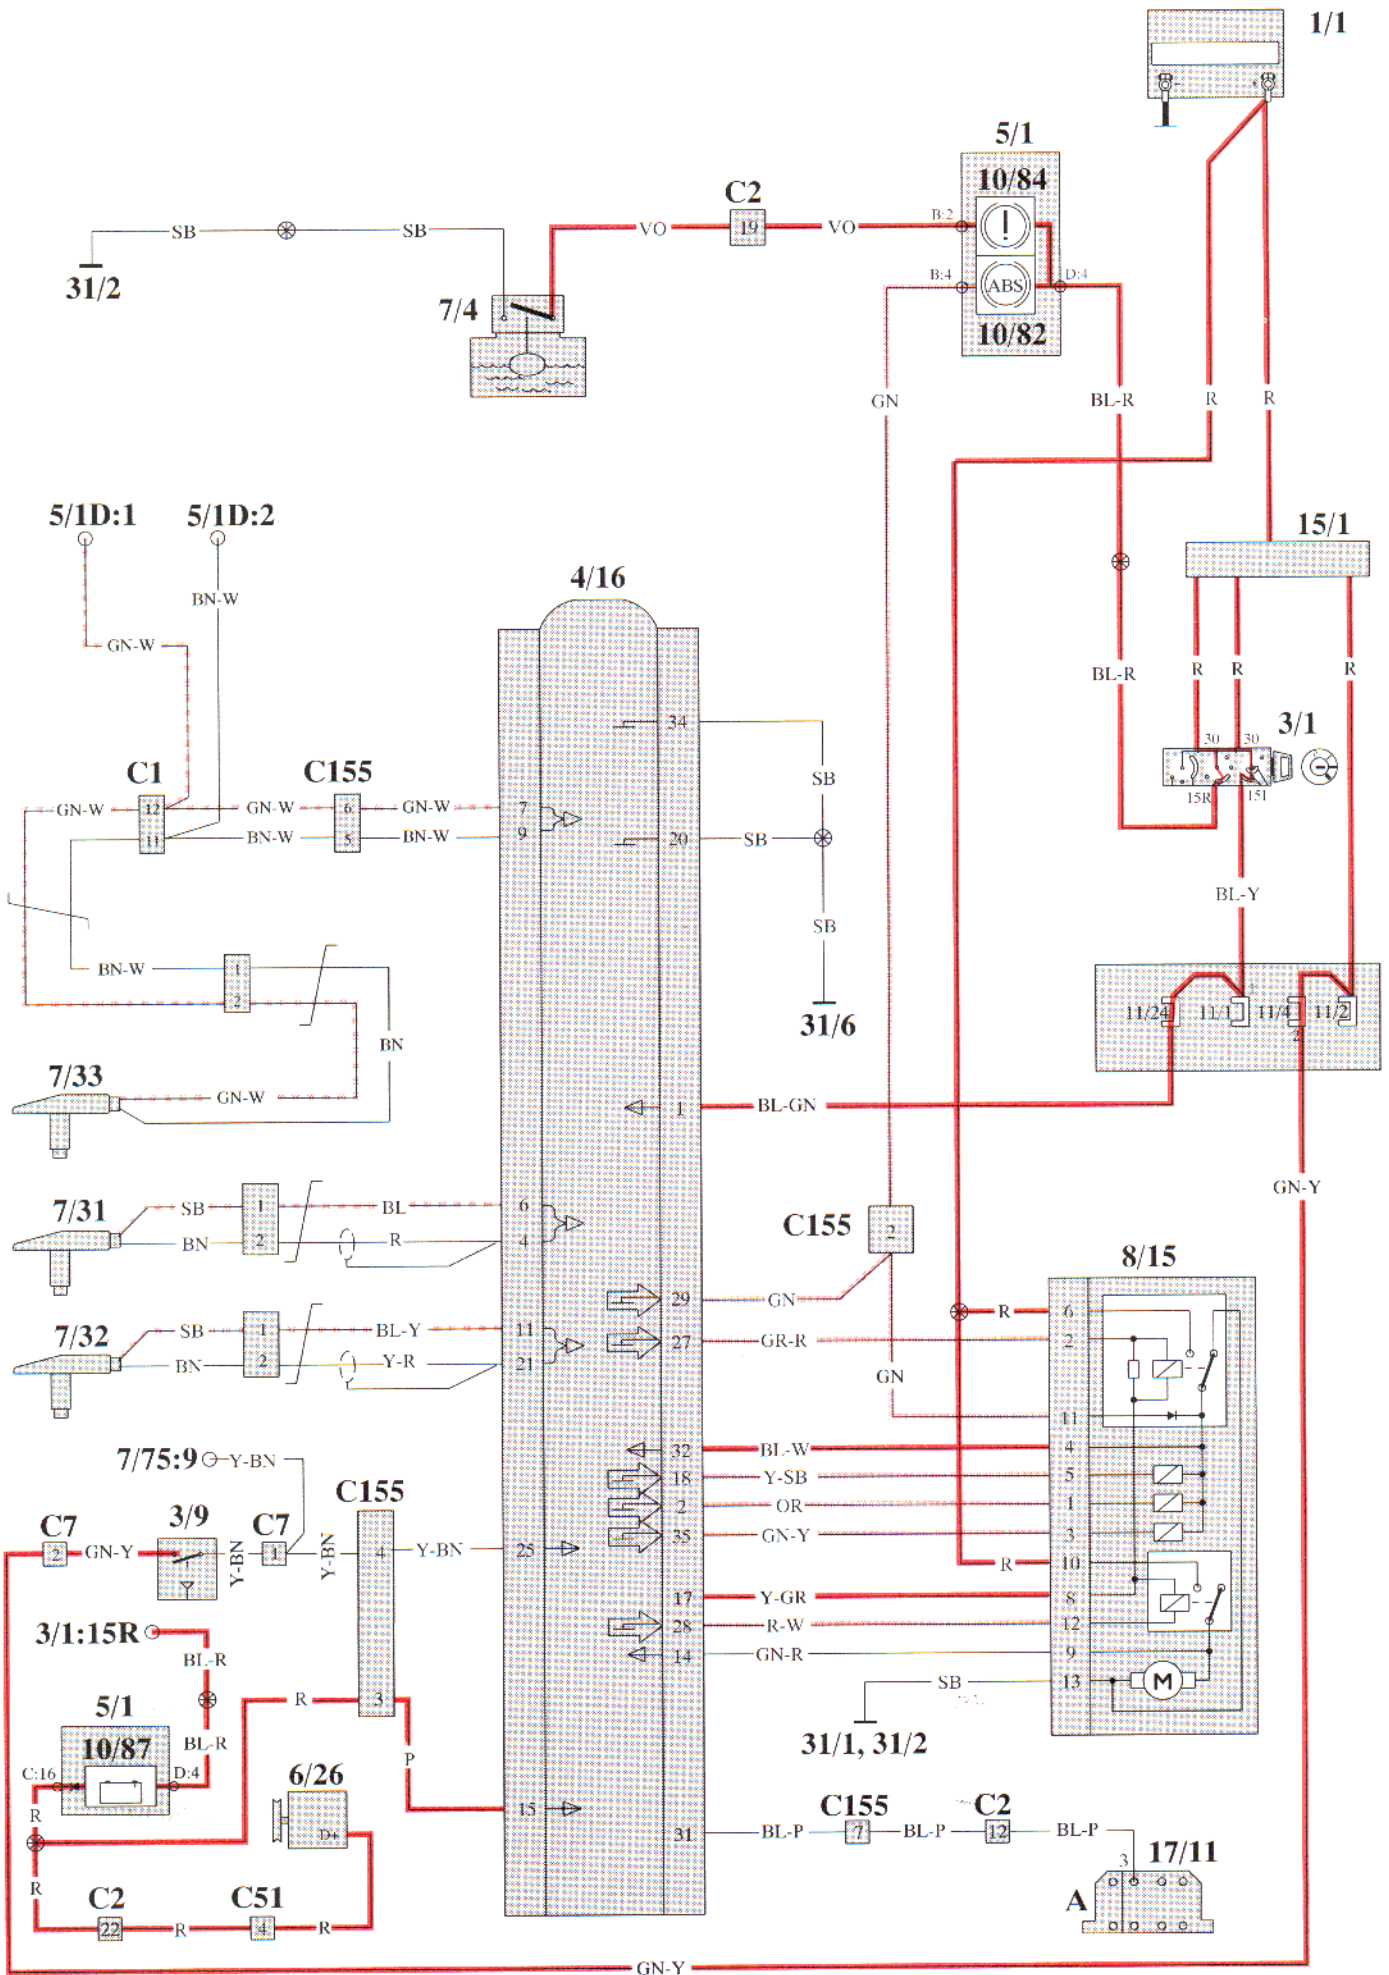 1/1
5/1
10/84
C2
B:2
SB
SB
VO
19
VO
31/2
B:4
ABS
D:4
7/4
10/82
GN
BL-R
R
R
5/1D:1
5/1D:2
15/1
4/16
BN-W
GN-W
BL-R
R
R
R
34
3/1
30
30
C1
C155
SB
15R
15I
GN-W
12
GN-W
6
GN-W
7
11
BN-W
5
BN-W
9
20
SB
BL-Y
SB
BN-W
1
2
11/24
11/1
1
11/4
11/2
2
31/6
BN
7/33
GN-W
1
BL-GN
GN-Y
7/31
SB
1
BL
6
BN
2
R
4
C155
2
8/15
29
GN
R
6
7/32
SB
1
BL-Y
11
27
GR-R
2
BN
2
Y-R
21
GN
11
7/75:9
Y-BN
32
BL-W
4
C155
18
Y-SB
5
3/9
2
OR
1
C7
C7
35
GN-Y
3
2
GN-Y
Y-BN
1
Y-BN
4
Y-BN
25
R
10
17
Y-GR
8
3/1:15R
28
R-W
12
BL-R
14
GN-R
9
SB
13
M
R
3
5/1
31/1, 31/2
10/87
BL-R
P
C:16
D:4
6/26
R
15
C155
C2
D+
31
BL-P
7
BL-P
12
BL-P
17/11
3
R
C2
C51
A
22
R
4
R
GN-Y